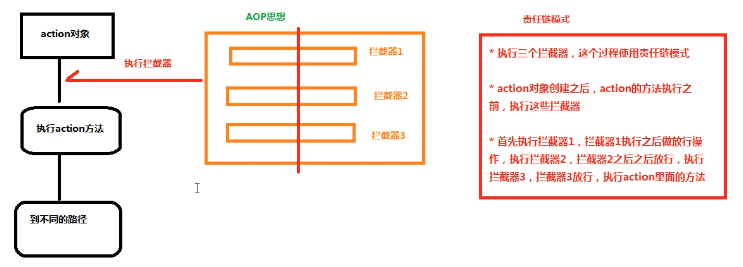 action对象
执行action方法
到不同的路径
执行拦截器
AOP思想
拦截器1
拦截器2
拦截器3
责任链模式
* 执行三个拦截器，这个过程使用责任链模式
* action对象创建之后，action的方法执行之
前，执行这些拦截器
* 首先执行拦截器1，拦截器1执行之后做放行操
作，执行拦截器2，拦截器2之后之后放行，执行
拦截器3，拦截器3放行，执行action里面的方法